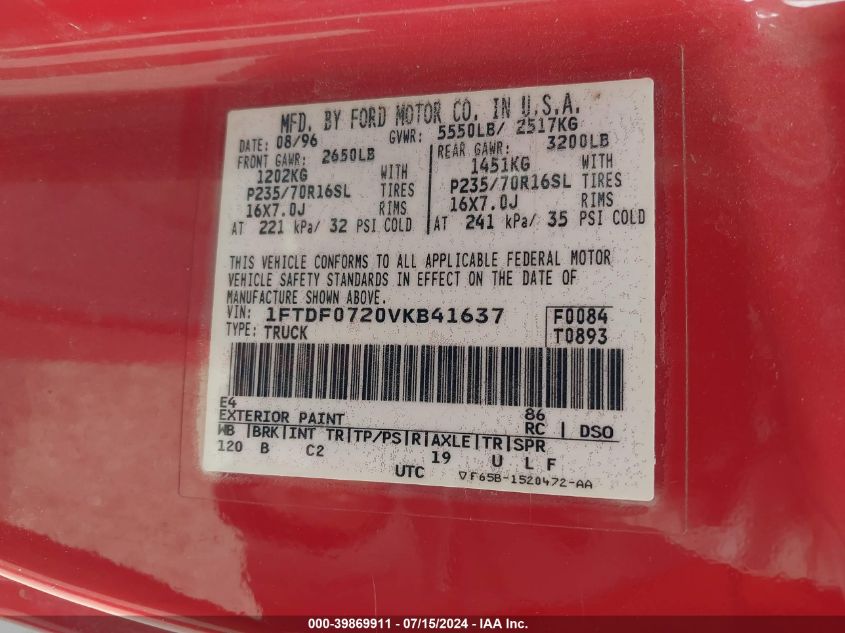 MFD. BY FORD MOTOR CO. IN U.S.A.
DATE: 08/96 GVWR: 5550LB/ 2517KG
FRONT GAWR: 2650LB REAR GAWR: 3200LB
1202KG WITH 1451KG WITH
P235/70R16SL TIRES P235/70R16SL TIRES
16X7.0J RIMS 16X7.0J RIMS
AT 221 kPa/ 32 PSI COLD AT 241 kPa/ 35 PSI COLD
THIS VEHICLE CONFORMS TO ALL APPLICABLE FEDERAL MOTOR
VEHICLE SAFETY STANDARDS IN EFFECT ON THE DATE OF
MANUFACTURE SHOWN ABOVE.
VIN: 1FTDF0720VKB41637 F0084
TYPE: TRUCK T0893
E4 86
EXTERIOR PAINT RC DSO
WB |BRK|INT TR|TP/PS|R|AXLE|TR|SPR
120 B C2 19 U L F
UTC ▽F65B-1520472-AA
000-39869911 - 07/15/2024 - IAA Inc.